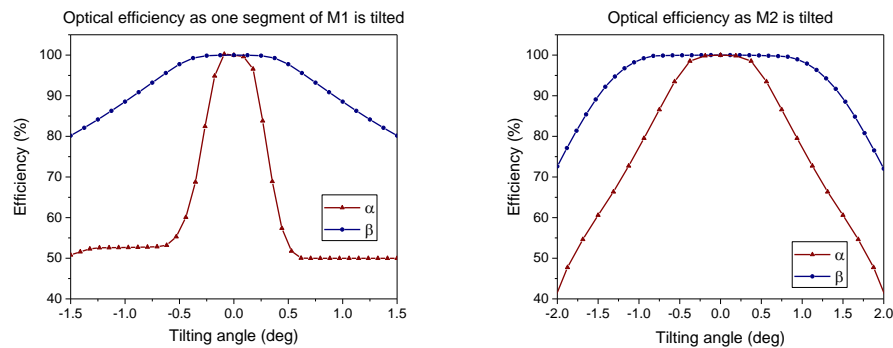 Optical efficiency as one segment of M1 is tilted
100
90
80
70
60
50
40
Efficiency (%)
α
β
-1.5 -1.0 -0.5 0.0 0.5 1.0 1.5
Tilting angle (deg)
Optical efficiency as M2 is tilted
100
90
80
70
60
50
40
Efficiency (%)
α
β
-2.0 -1.5 -1.0 -0.5 0.0 0.5 1.0 1.5 2.0
Tilting angle (deg)